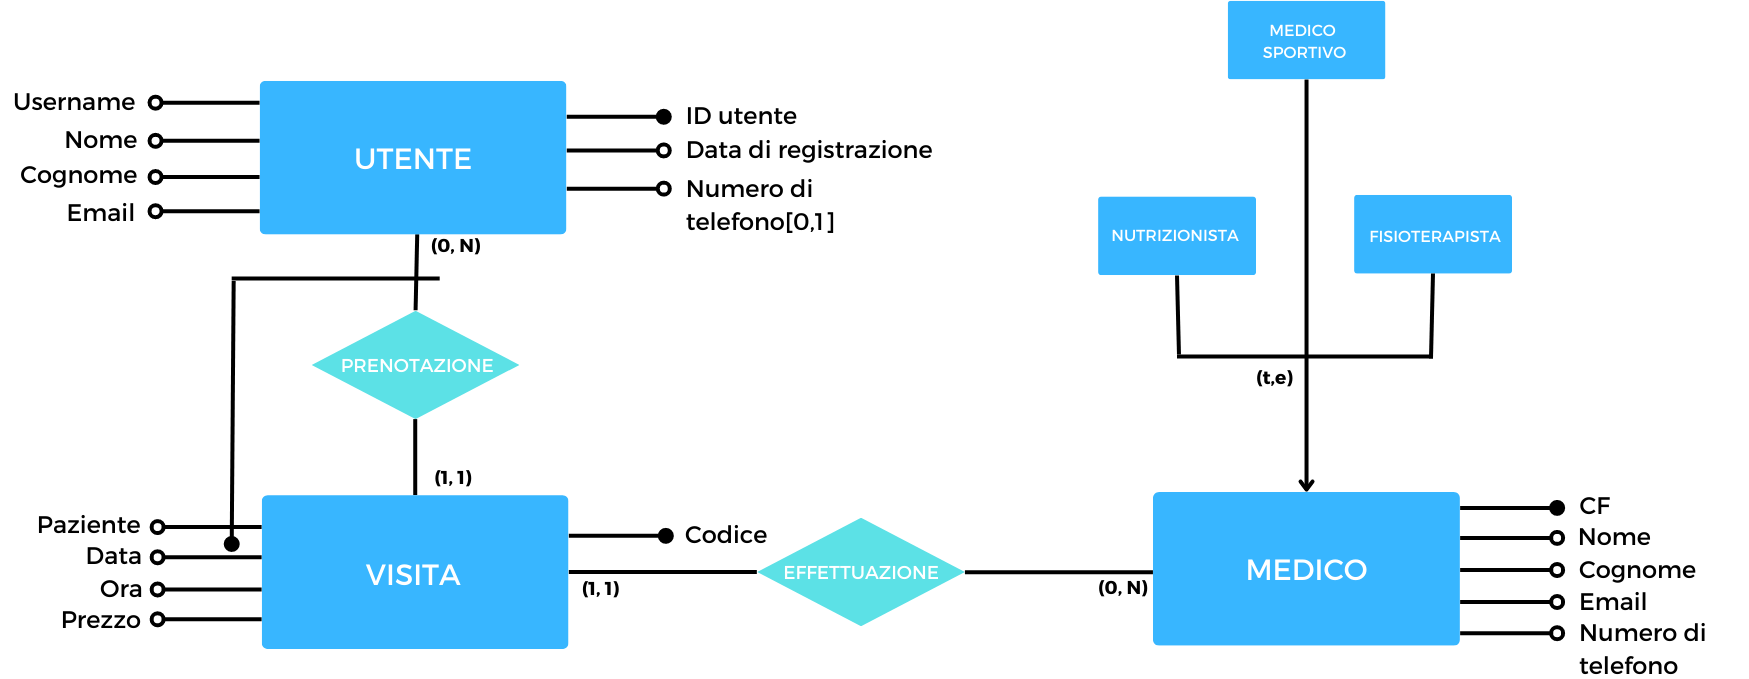 MEDICO
SPORTIVO
Username
Nome
Cognome
Email
UTENTE
ID utente
Data di registrazione
Numero di
telefono[0,1]
(0, N)
NUTRIZIONISTA
FISIOTERAPISTA
PRENOTAZIONE
(t,e)
(1, 1)
Paziente
Data
Ora
Prezzo
VISITA
Codice
(1, 1)
EFFETTUAZIONE
(0, N)
MEDICO
CF
Nome
Cognome
Email
Numero di
telefono